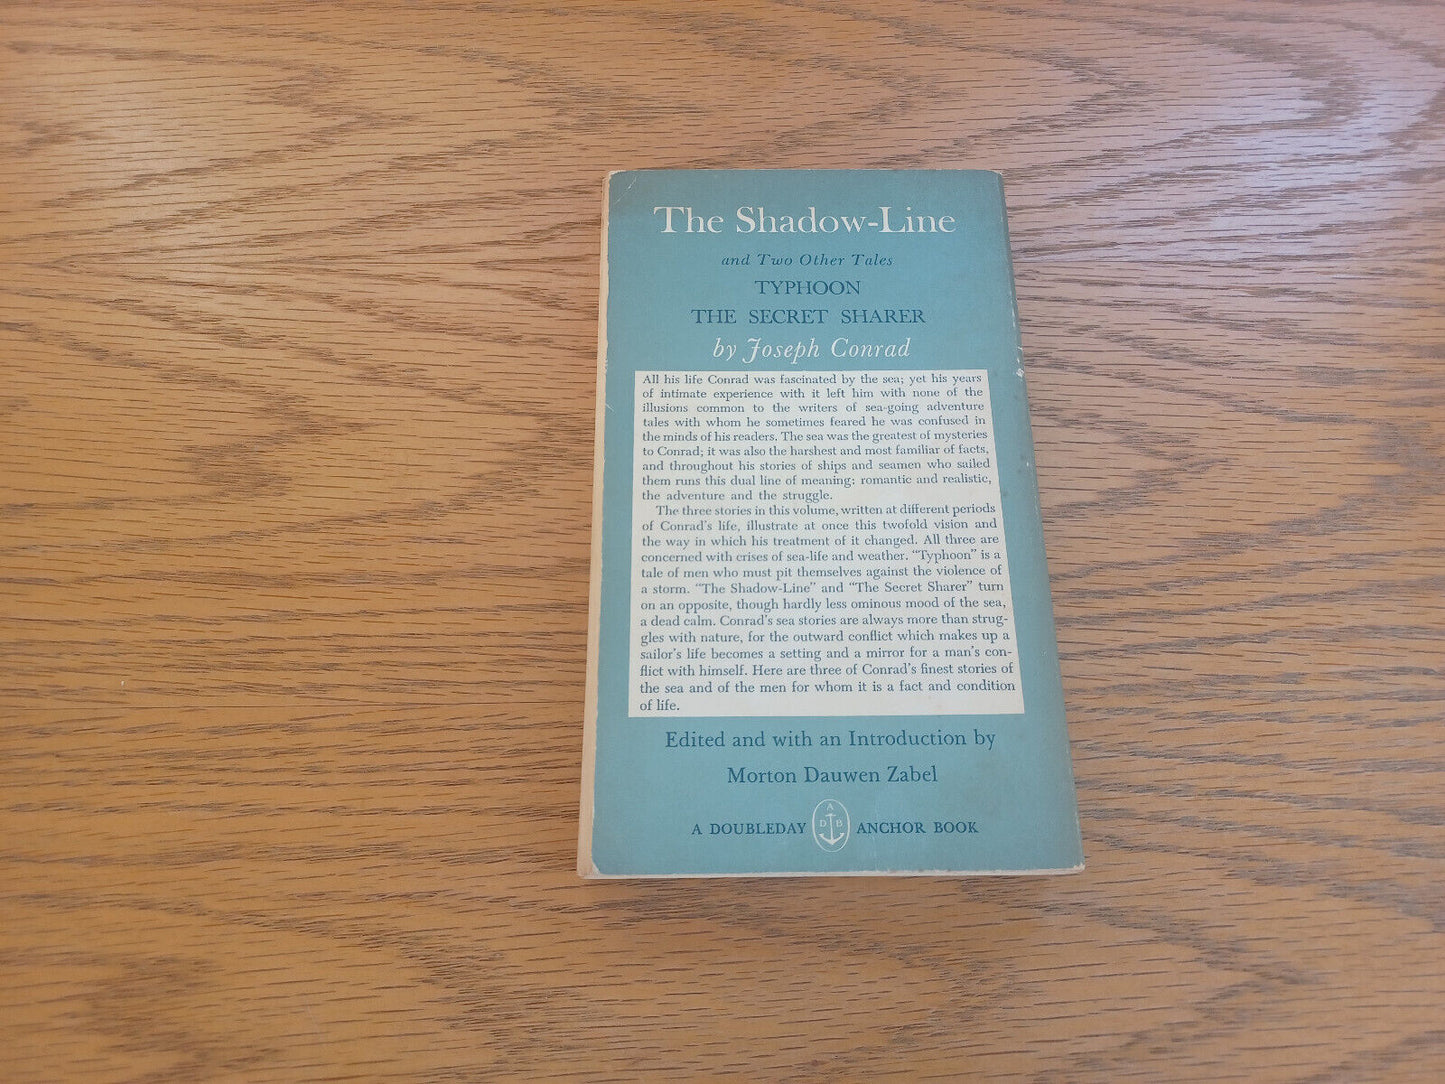 The Shadow-Line
and Two Other Tales
TYPHOON
THE SECRET SHARER
by Joseph Conrad
All his life Conrad was fascinated by the sea; yet his years
of intimate experience with it left him with none of the
illusions common to the writers of sea-going adventure
tales with whom he sometimes feared he was confused in
the minds of his readers. The sea was the greatest of mysteries
to Conrad; it was also the harshest and most familiar of facts,
and throughout his stories of ships and seamen who sailed
them runs this dual line of meaning: romantic and realistic,
the adventure and the struggle.
The three stories in this volume, written at different periods
of Conrad's life, illustrate at once this twofold vision and
the way in which his treatment of it changed. All three are
concerned with crises of sea-life and weather. "Typhoon" is a
tale of men who must pit themselves against the violence of
a storm. "The Shadow-Line" and "The Secret Sharer" turn
on an opposite, though hardly less ominous mood of the sea,
a dead calm. Conrad's sea stories are always more than strug-
gles with nature, for the outward conflict which makes up a
sailor's life becomes a setting and a mirror for a man's con-
flict with himself. Here are three of Conrad's finest stories of
the sea and of the men for whom it is a fact and condition
of life.
Edited and with an Introduction by
Morton Dauwen Zabel
A DOUBLEDAY A D B ANCHOR BOOK